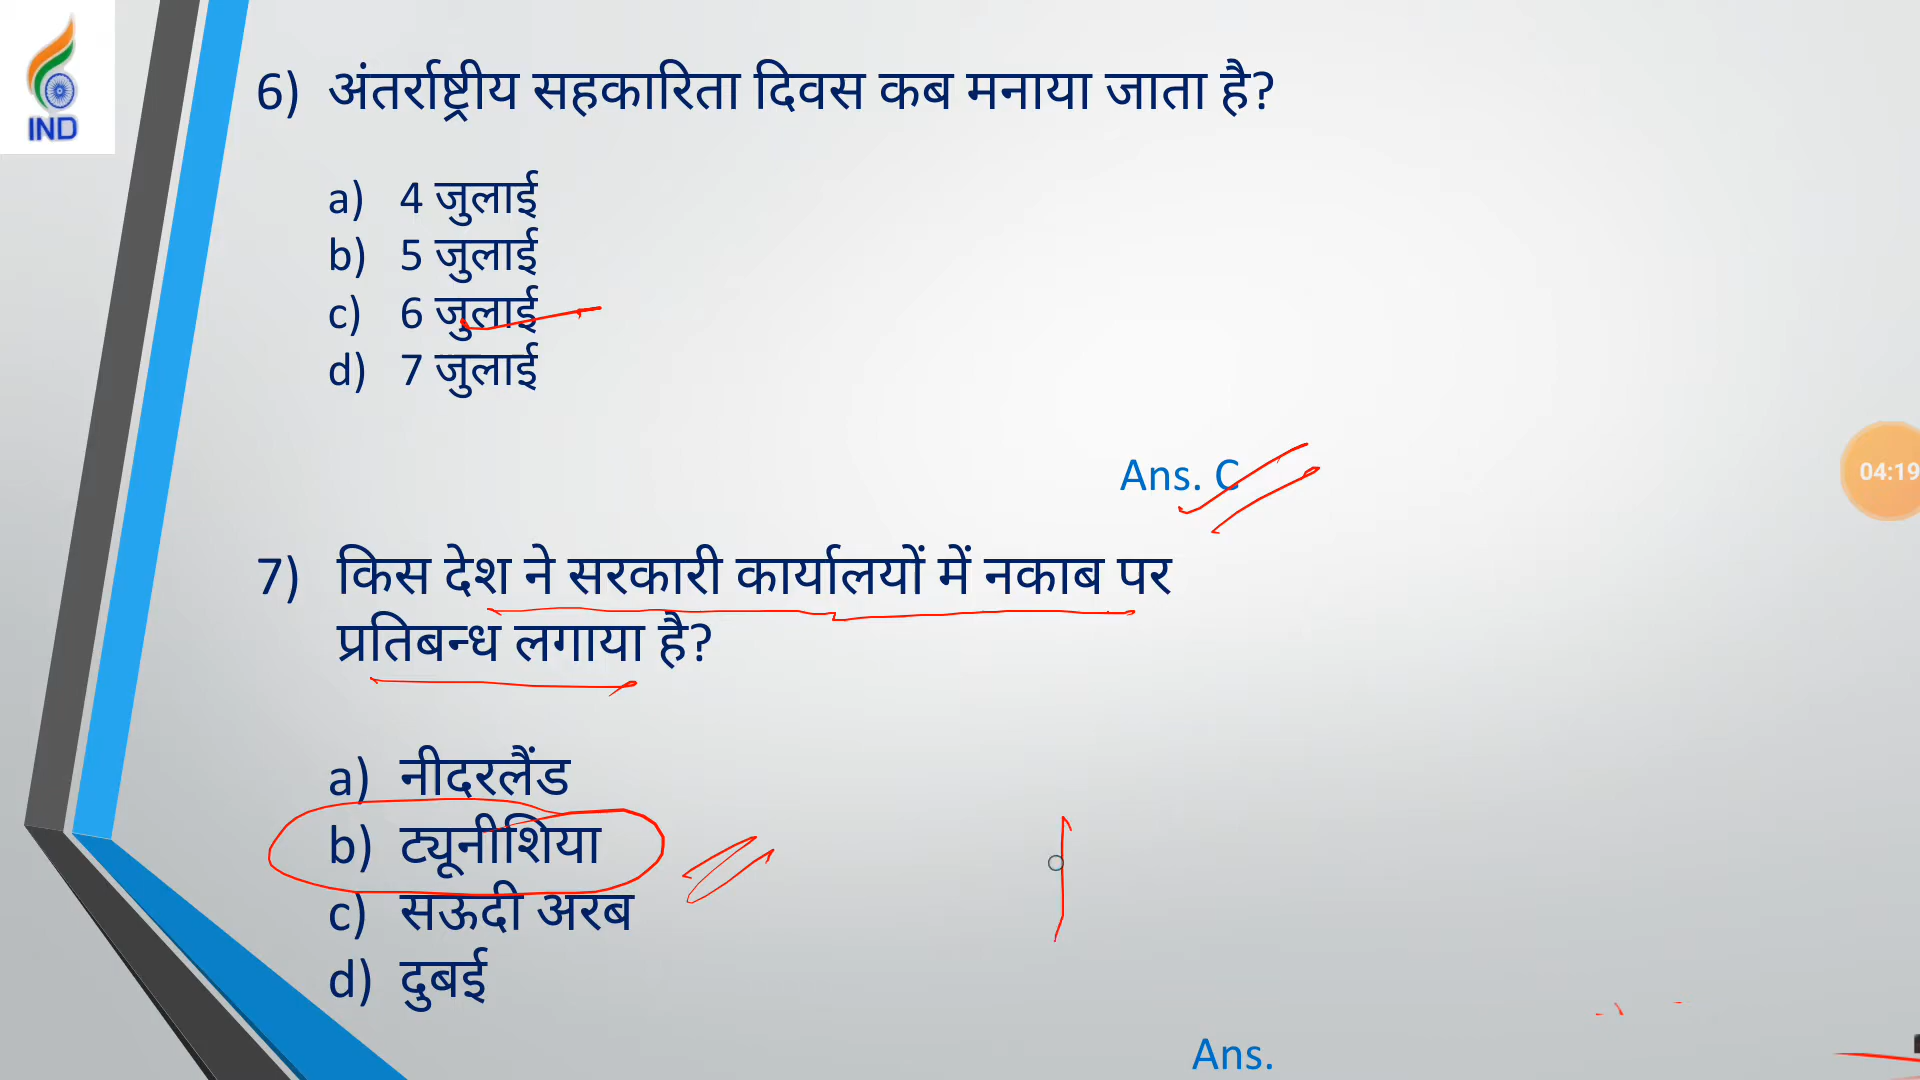 IND
6) अंतर्राष्ट्रीय सहकारिता दिवस कब मनाया जाता है?
a) 4 जुलाई
b) 5 जुलाई
c) 6 जुलाई
d) 7 जुलाई
Ans. C
04:19
7) किस देश ने सरकारी कार्यालयों में नकाब पर
प्रतिबन्ध लगाया है?
a) नीदरलैंड
b) ट्यूनीशिया
c) सऊदी अरब
d) दुबई
Ans.